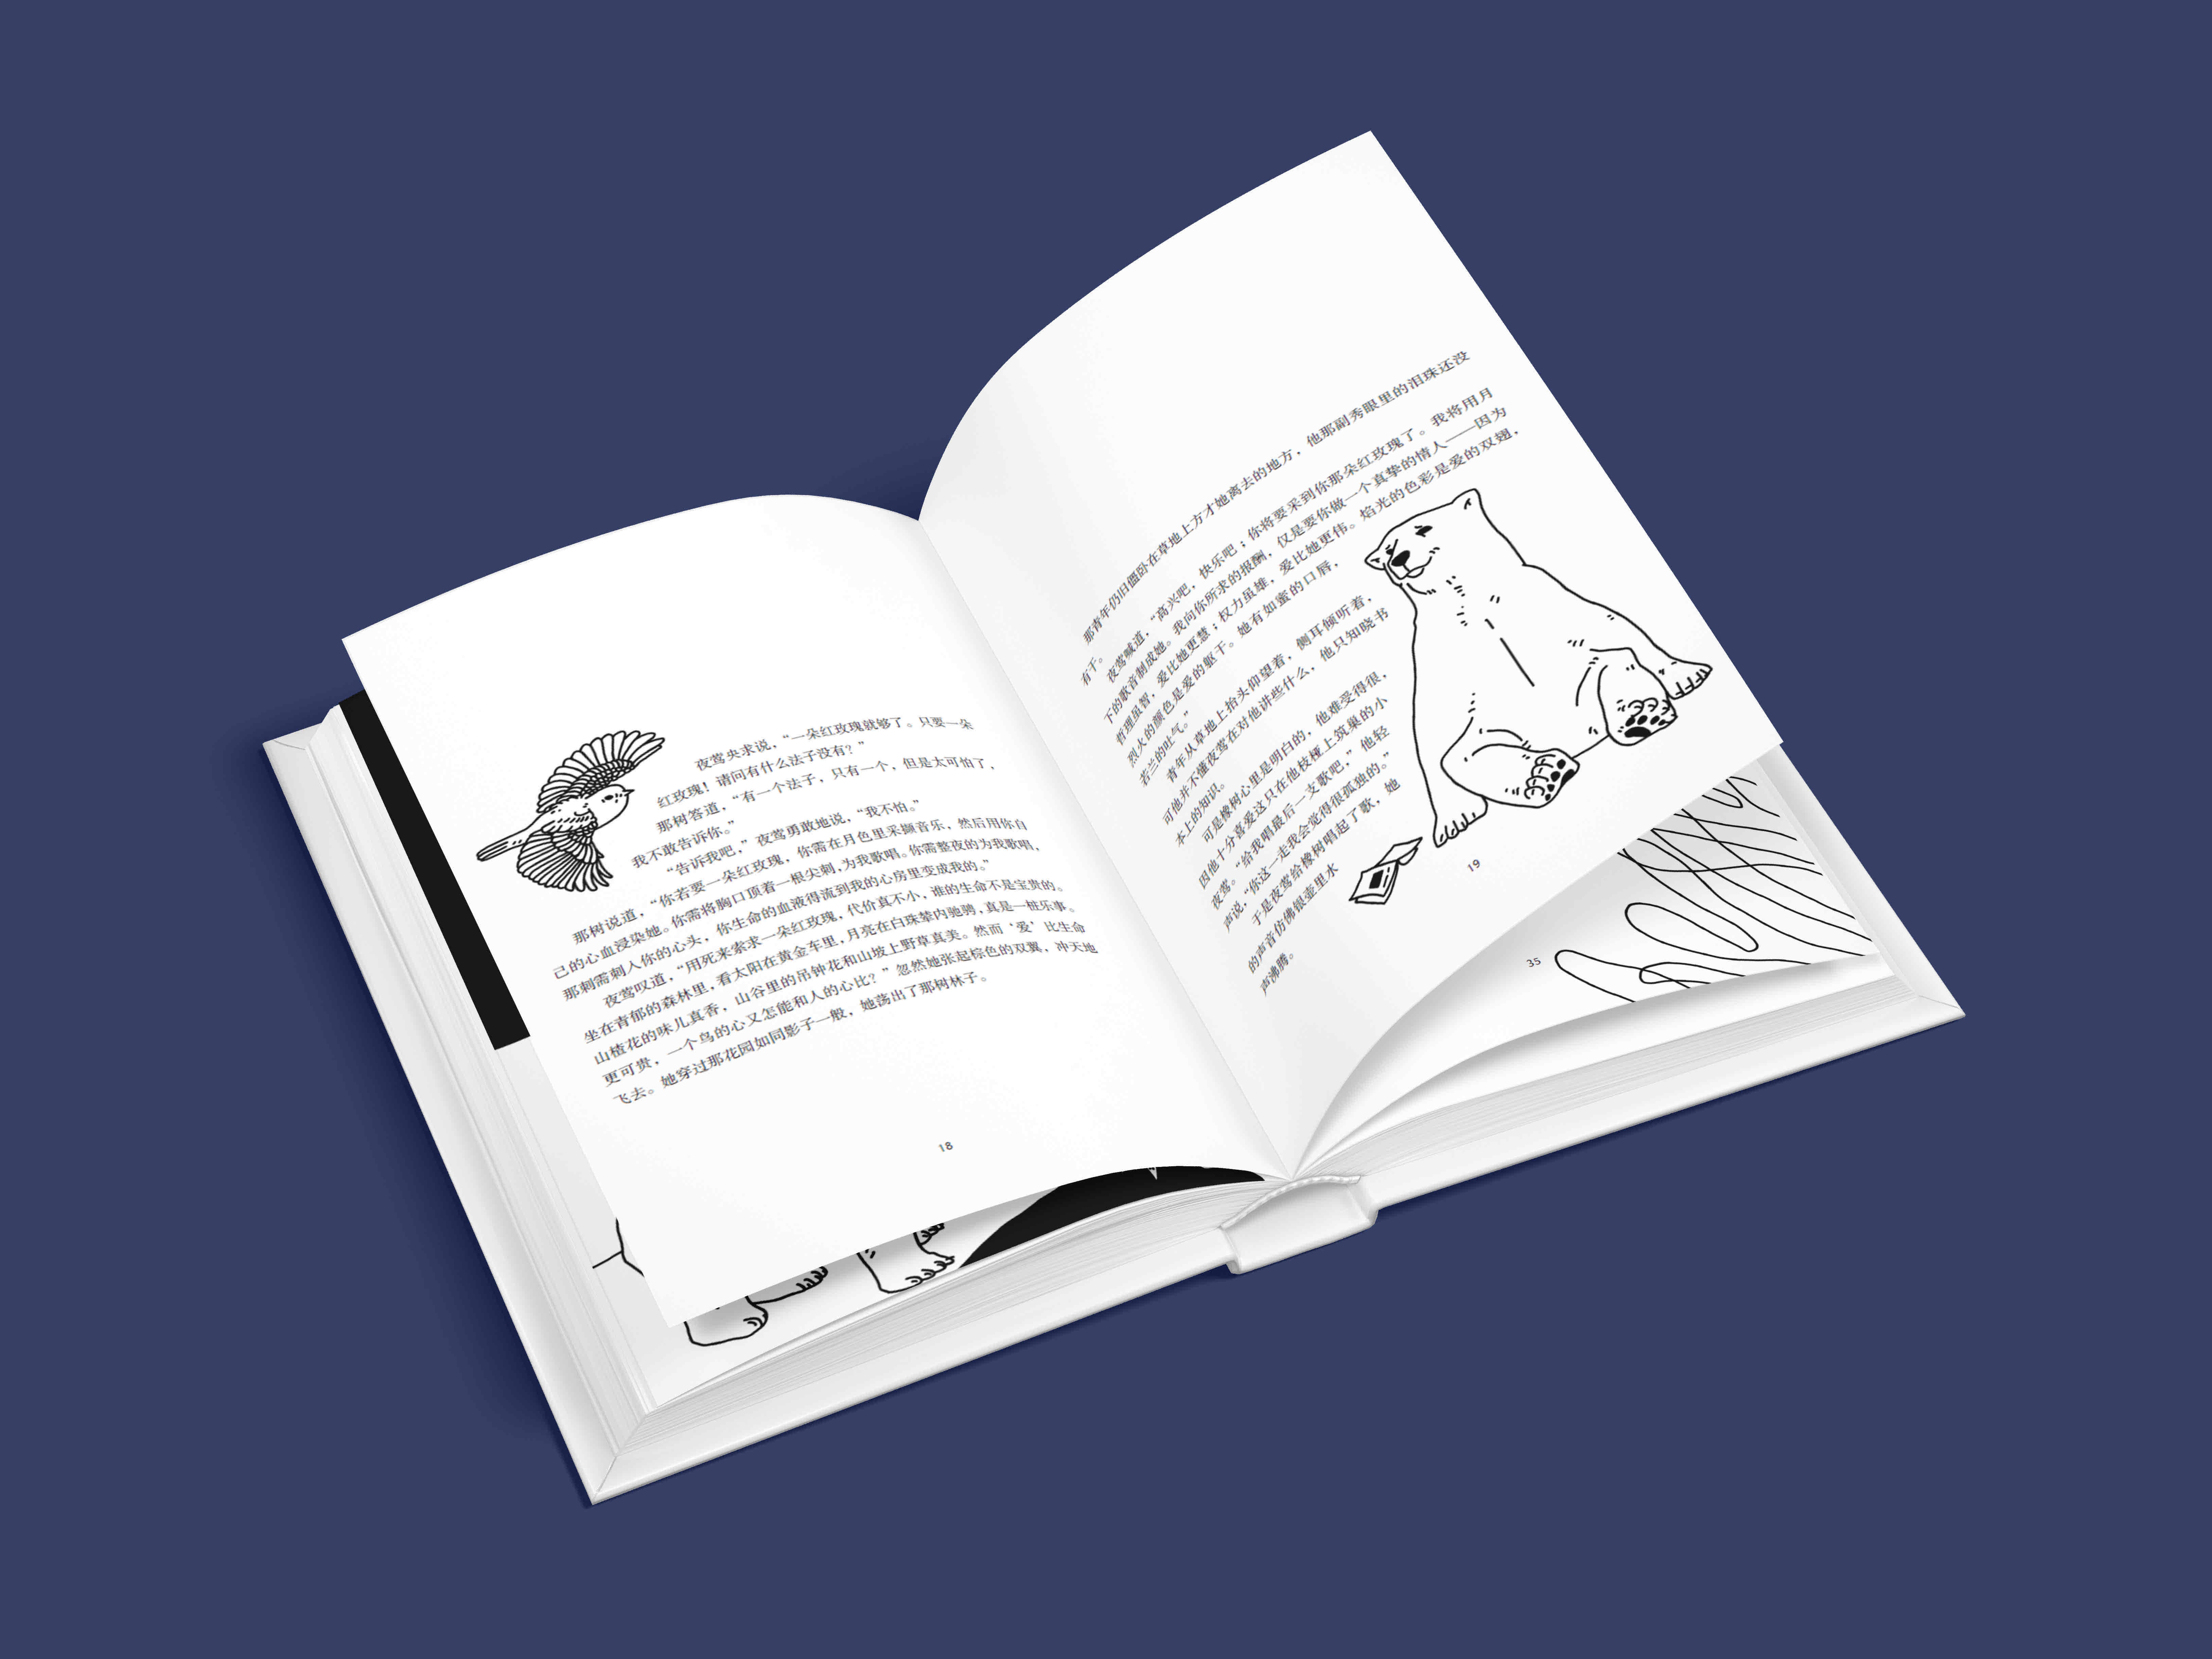 夜莺央求说，“一朵红玫瑰就够了。只要一朵
红玫瑰！请问有什么法子没有？”
那树答道，“有一个法子，只有一个，但是太可怕了，
我不敢告诉你。”
“告诉我吧，”夜莺勇敢地说，“我不怕。”
那树说道，“你若要一朵红玫瑰，你需在月色里采撷音乐，然后用你自
己的心血浸染她。你需将胸口顶着一根尖刺，为我歌唱。你需整夜的为我歌唱，
那刺需刺入你的心头，你生命的血液得流到我的心房里变成我的。”
夜莺叹道，“用死来索求一朵红玫瑰，代价真不小，谁的生命不是宝贵的。
坐在青郁的森林里，看太阳在黄金车里，月亮在白珠辇内驰骋，真是一桩乐事。
山楂花的味儿真香，山谷里的吊钟花和山坡上野草真美。然而‘爱’比生命
更可贵，一个鸟的心又怎能和人的心比？”忽然她张起棕色的双翼，冲天地
飞去。她穿过那花园如同影子一般，她荡出了那树林子。
18
那青年仍旧僵卧在草地上方才她离去的地方，他那副秀眼里的泪珠还没
有干。
夜莺喊道，“高兴吧，快乐吧；你将要采到你那朵红玫瑰了。我将用月
下的歌音制成她。我向你所求的报酬，仅是要你做一个真挚的情人——因为
哲理虽智，爱比她更慧；权力虽雄，爱比她更伟。焰光的色彩是爱的双翅，
烈火的颜色是爱的躯干。她有如蜜的口唇，
若兰的吐气。”
青年从草地上抬头仰望着，侧耳倾听着，
可他并不懂夜莺在对他讲些什么，他只知晓书
本上的知识。
可是橡树心里是明白的，他难受得很，
因他十分喜爱这只在他枝桠上筑巢的小
夜莺。“给我唱最后一支歌吧，”他轻
声说，“你这一走我会觉得很孤独的。”
于是夜莺给橡树唱起了歌，她
的声音仿佛银壶里水
声沸腾。
19
35